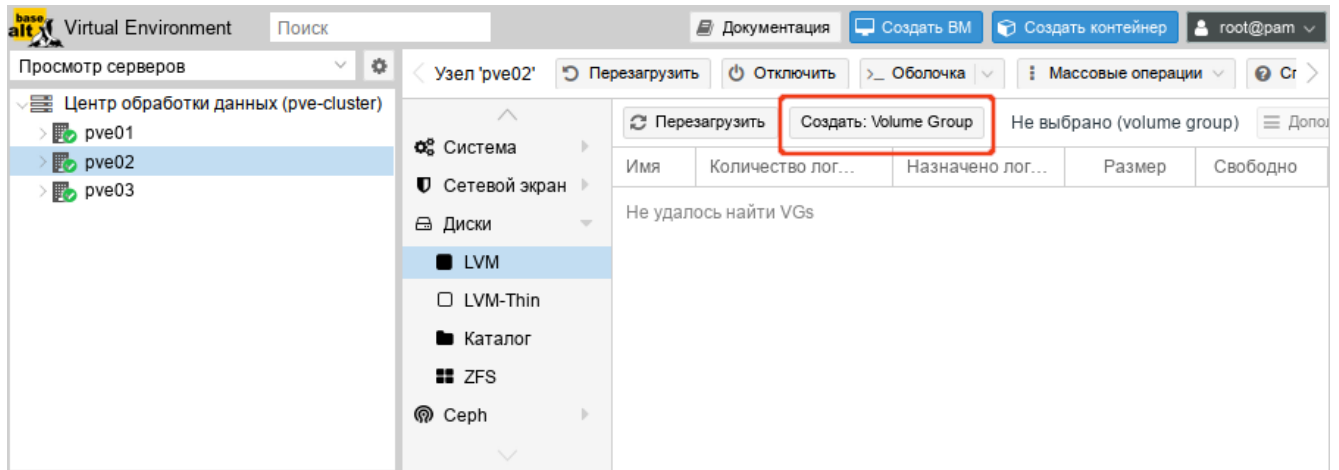 base alt Virtual Environment Поиск Документация Создать ВМ Создать контейнер root@pam
Просмотр серверов
Узел 'pve02' Перезагрузить Отключить >_ Оболочка Массовые операции
Центр обработки данных (pve-cluster)
pve01
pve02
pve03
Система
Сетевой экран
Диски
LVM
LVM-Thin
Каталог
ZFS
Ceph
Перезагрузить Создать: Volume Group Не выбрано (volume group)
Имя Количество лог... Назначено лог... Размер Свободно
Не удалось найти VGs